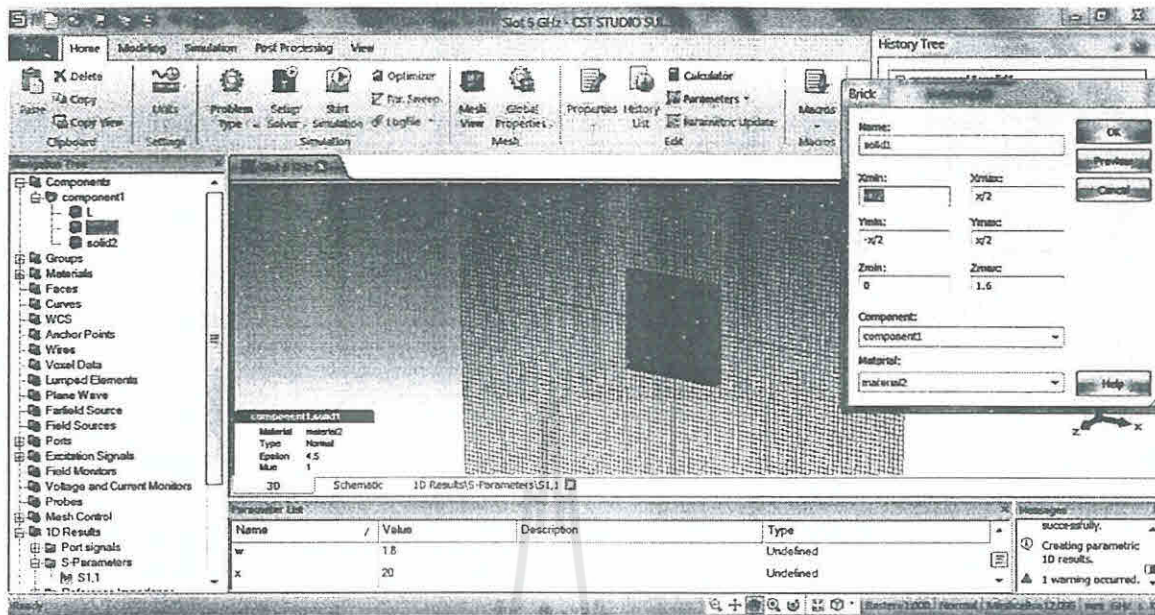 Slot 5 GHz - CST STUDIO SUI...
Home Modeling Simulation Post Processing View
History Tree
Paste
Delete
Copy
Copy View
Clipboard
Units
Settings
Problem Type
Setup Solver
Start Simulation
Optimizer
Par. Sweep
Logfile
Simulation
Mesh View
Global Properties
Mesh
Properties
History List
Calculator
Parameters
Parametric Update
Edit
Macros
Macros
Brick
Name:
solid1
OK
Preview
Cancel
Xmin:
Xmax:
x/2
Ymin:
Ymax:
-x/2
x/2
Zmin:
Zmax:
0
1.6
Component:
component1
Material:
material2
Help
Navigation Tree
Components
component1
L
solid2
Groups
Materials
Faces
Curves
WCS
Anchor Points
Wires
Voxel Data
Lumped Elements
Plane Wave
Farfield Source
Field Sources
Ports
Excitation Signals
Field Monitors
Voltage and Current Monitors
Probes
Mesh Control
1D Results
Port signals
S-Parameters
S1,1
component1:solid1
Material material2
Type Normal
Epsilon 4.5
Mue 1
z x
3D Schematic 1D Results\S-Parameters\S1,1
Parameter List
Name / Value Description Type
w 1.8 Undefined
x 20 Undefined
Messages
successfully.
Creating parametric
1D results.
1 warning occurred.
Ready
Raster=1.000 Normal